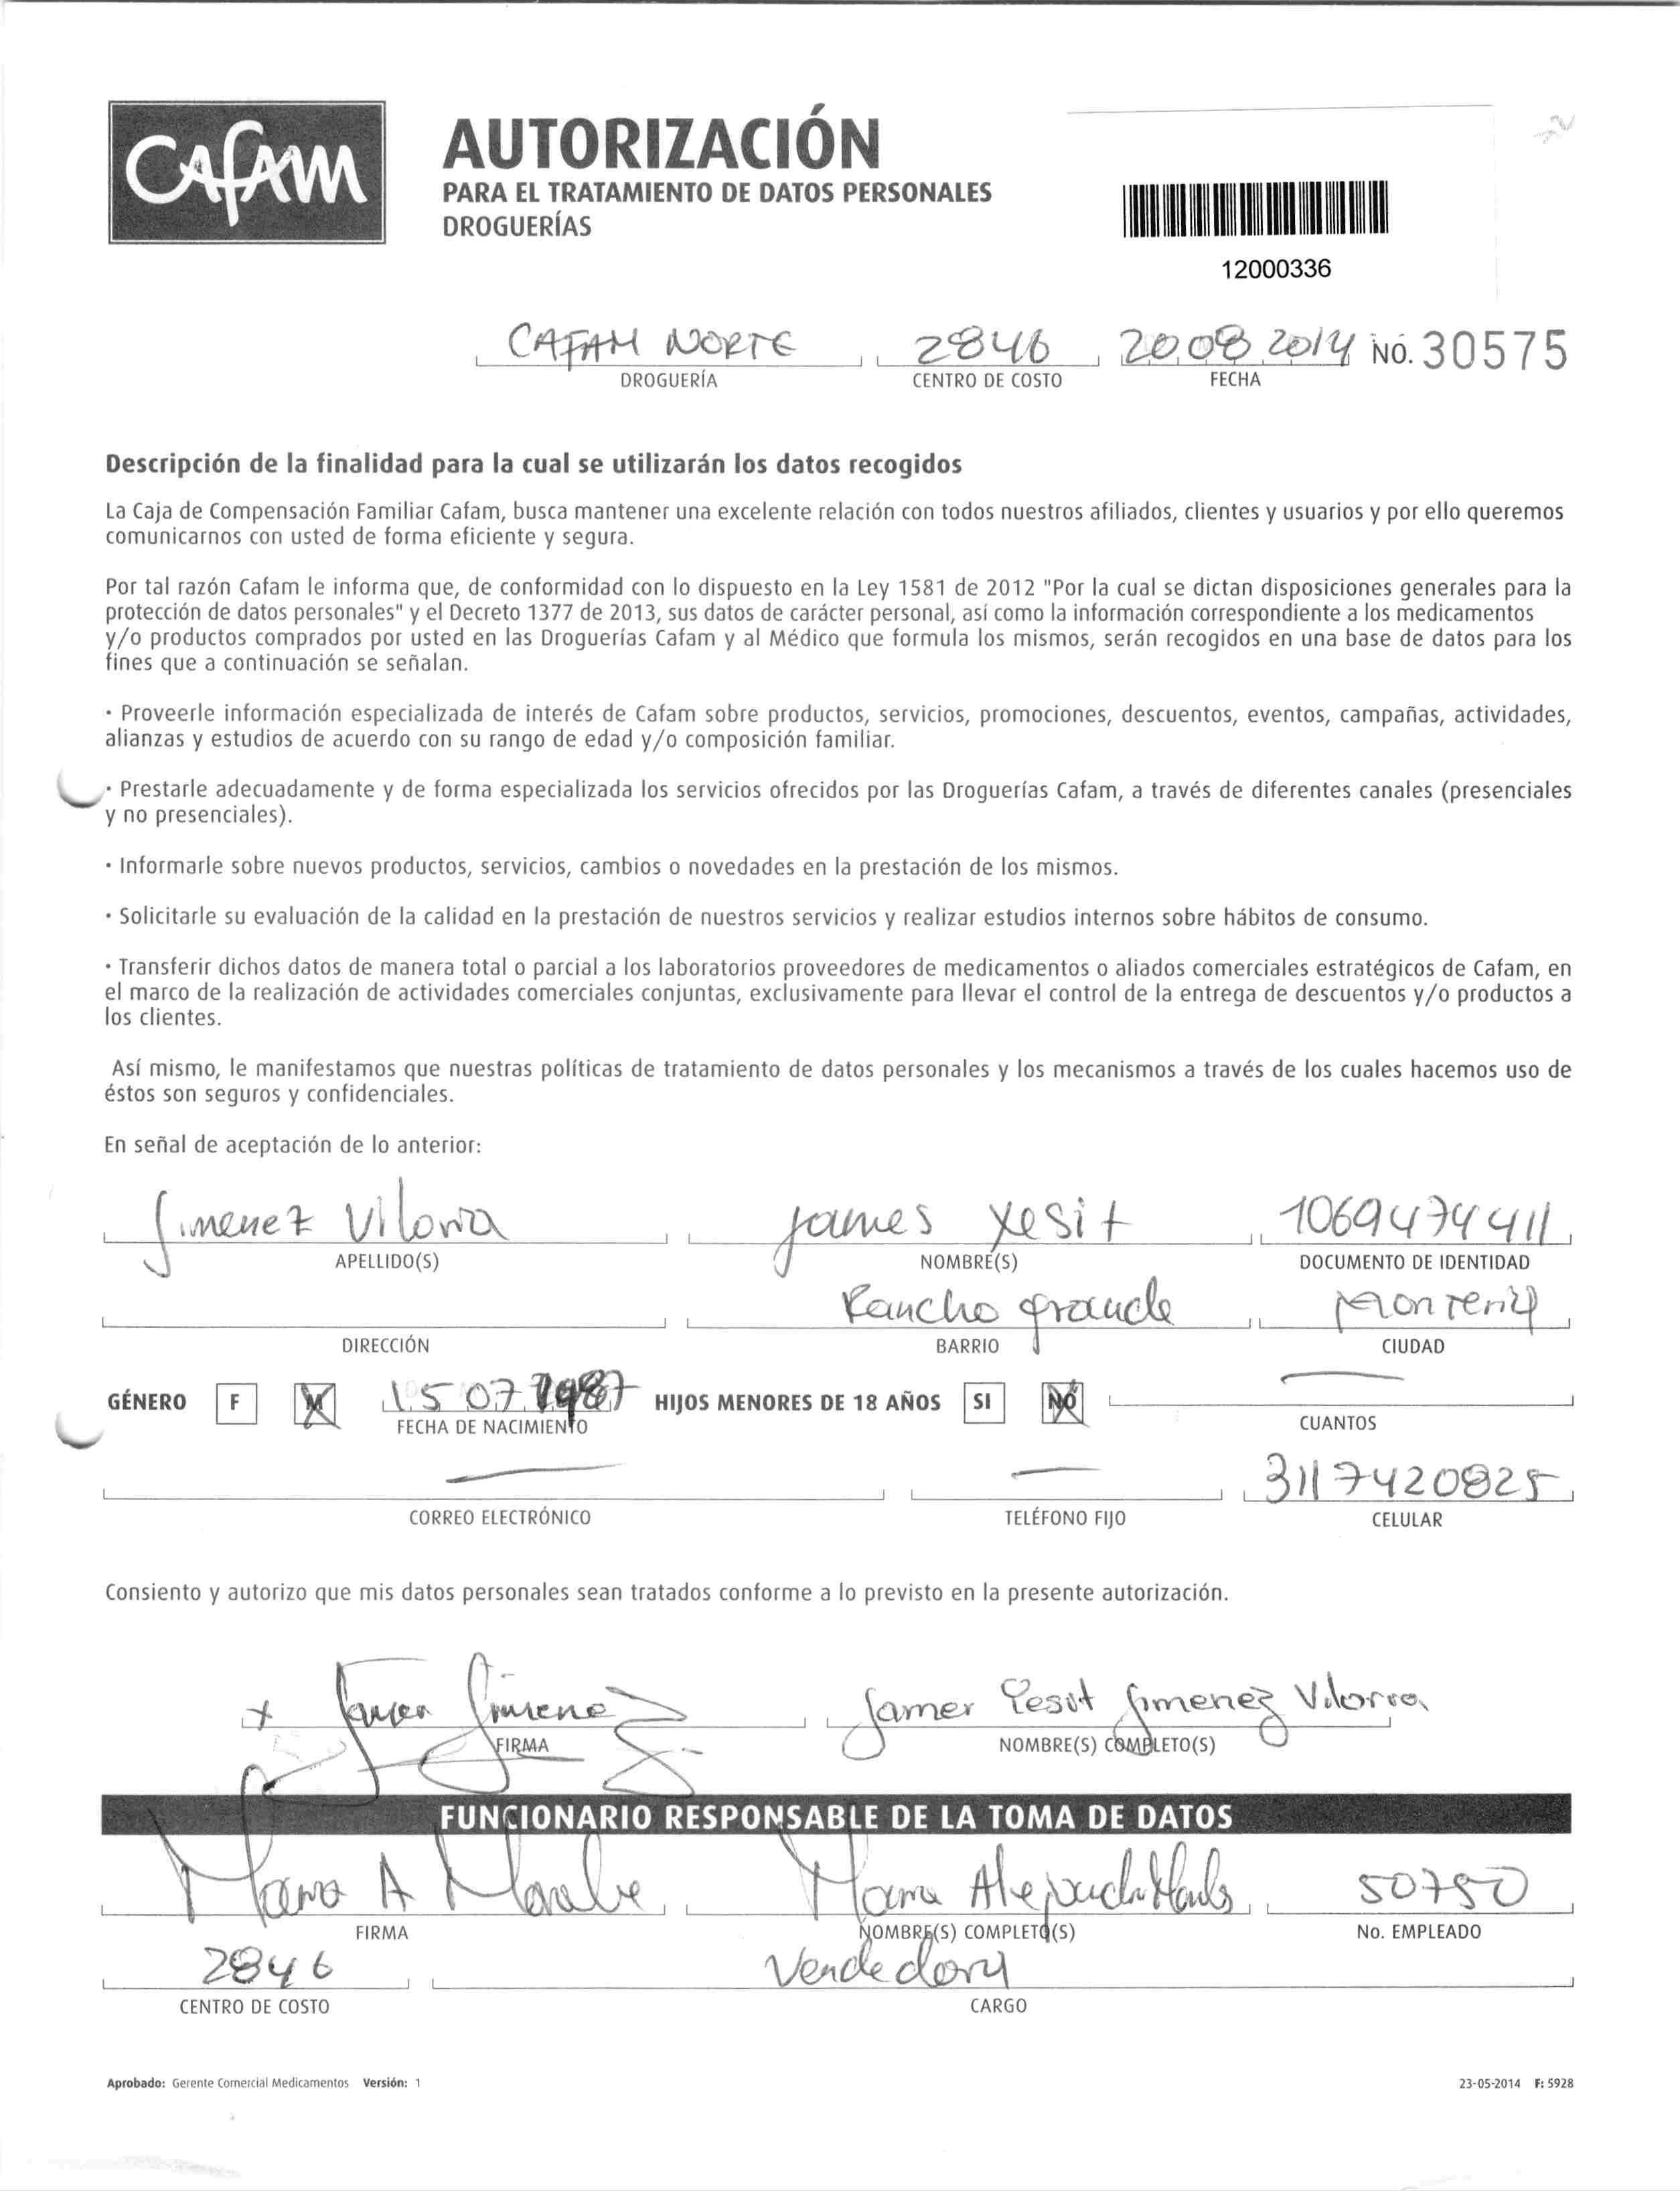 Cafam
AUTORIZACIÓN
PARA EL TRATAMIENTO DE DATOS PERSONALES
DROGUERÍAS
12000336
CAFAM NORTE 2846 20 08 2014 NO. 30575
DROGUERÍA CENTRO DE COSTO FECHA
Descripción de la finalidad para la cual se utilizarán los datos recogidos
La Caja de Compensación Familiar Cafam, busca mantener una excelente relación con todos nuestros afiliados, clientes y usuarios y por ello queremos
comunicarnos con usted de forma eficiente y segura.
Por tal razón Cafam le informa que, de conformidad con lo dispuesto en la Ley 1581 de 2012 "Por la cual se dictan disposiciones generales para la
protección de datos personales" y el Decreto 1377 de 2013, sus datos de carácter personal, así como la información correspondiente a los medicamentos
y/o productos comprados por usted en las Droguerías Cafam y al Médico que formula los mismos, serán recogidos en una base de datos para los
fines que a continuación se señalan.
• Proveerle información especializada de interés de Cafam sobre productos, servicios, promociones, descuentos, eventos, campañas, actividades,
alianzas y estudios de acuerdo con su rango de edad y/o composición familiar.
• Prestarle adecuadamente y de forma especializada los servicios ofrecidos por las Droguerías Cafam, a través de diferentes canales (presenciales
y no presenciales).
• Informarle sobre nuevos productos, servicios, cambios o novedades en la prestación de los mismos.
• Solicitarle su evaluación de la calidad en la prestación de nuestros servicios y realizar estudios internos sobre hábitos de consumo.
• Transferir dichos datos de manera total o parcial a los laboratorios proveedores de medicamentos o aliados comerciales estratégicos de Cafam, en
el marco de la realización de actividades comerciales conjuntas, exclusivamente para llevar el control de la entrega de descuentos y/o productos a
los clientes.
Así mismo, le manifestamos que nuestras políticas de tratamiento de datos personales y los mecanismos a través de los cuales hacemos uso de
éstos son seguros y confidenciales.
En señal de aceptación de lo anterior:
Jimenez Viloria James Yesit 1069474411
APELLIDO(S) NOMBRE(S) DOCUMENTO DE IDENTIDAD
Rancho grande Monteria
DIRECCIÓN BARRIO CIUDAD
GÉNERO F M 15 07 1987 HIJOS MENORES DE 18 AÑOS SI NO
FECHA DE NACIMIENTO CUANTOS
3117420825
CORREO ELECTRÓNICO TELÉFONO FIJO CELULAR
Consiento y autorizo que mis datos personales sean tratados conforme a lo previsto en la presente autorización.
Jimenez Jamer Yesit Jimenez Viloria
FIRMA NOMBRE(S) COMPLETO(S)
FUNCIONARIO RESPONSABLE DE LA TOMA DE DATOS
Maria A Maria Alejandra 50750
FIRMA NOMBRE(S) COMPLETO(S) No. EMPLEADO
2846 Vendedora
CENTRO DE COSTO CARGO
Aprobado: Gerente Comercial Medicamentos Versión: 1 23-05-2014 F: 5928